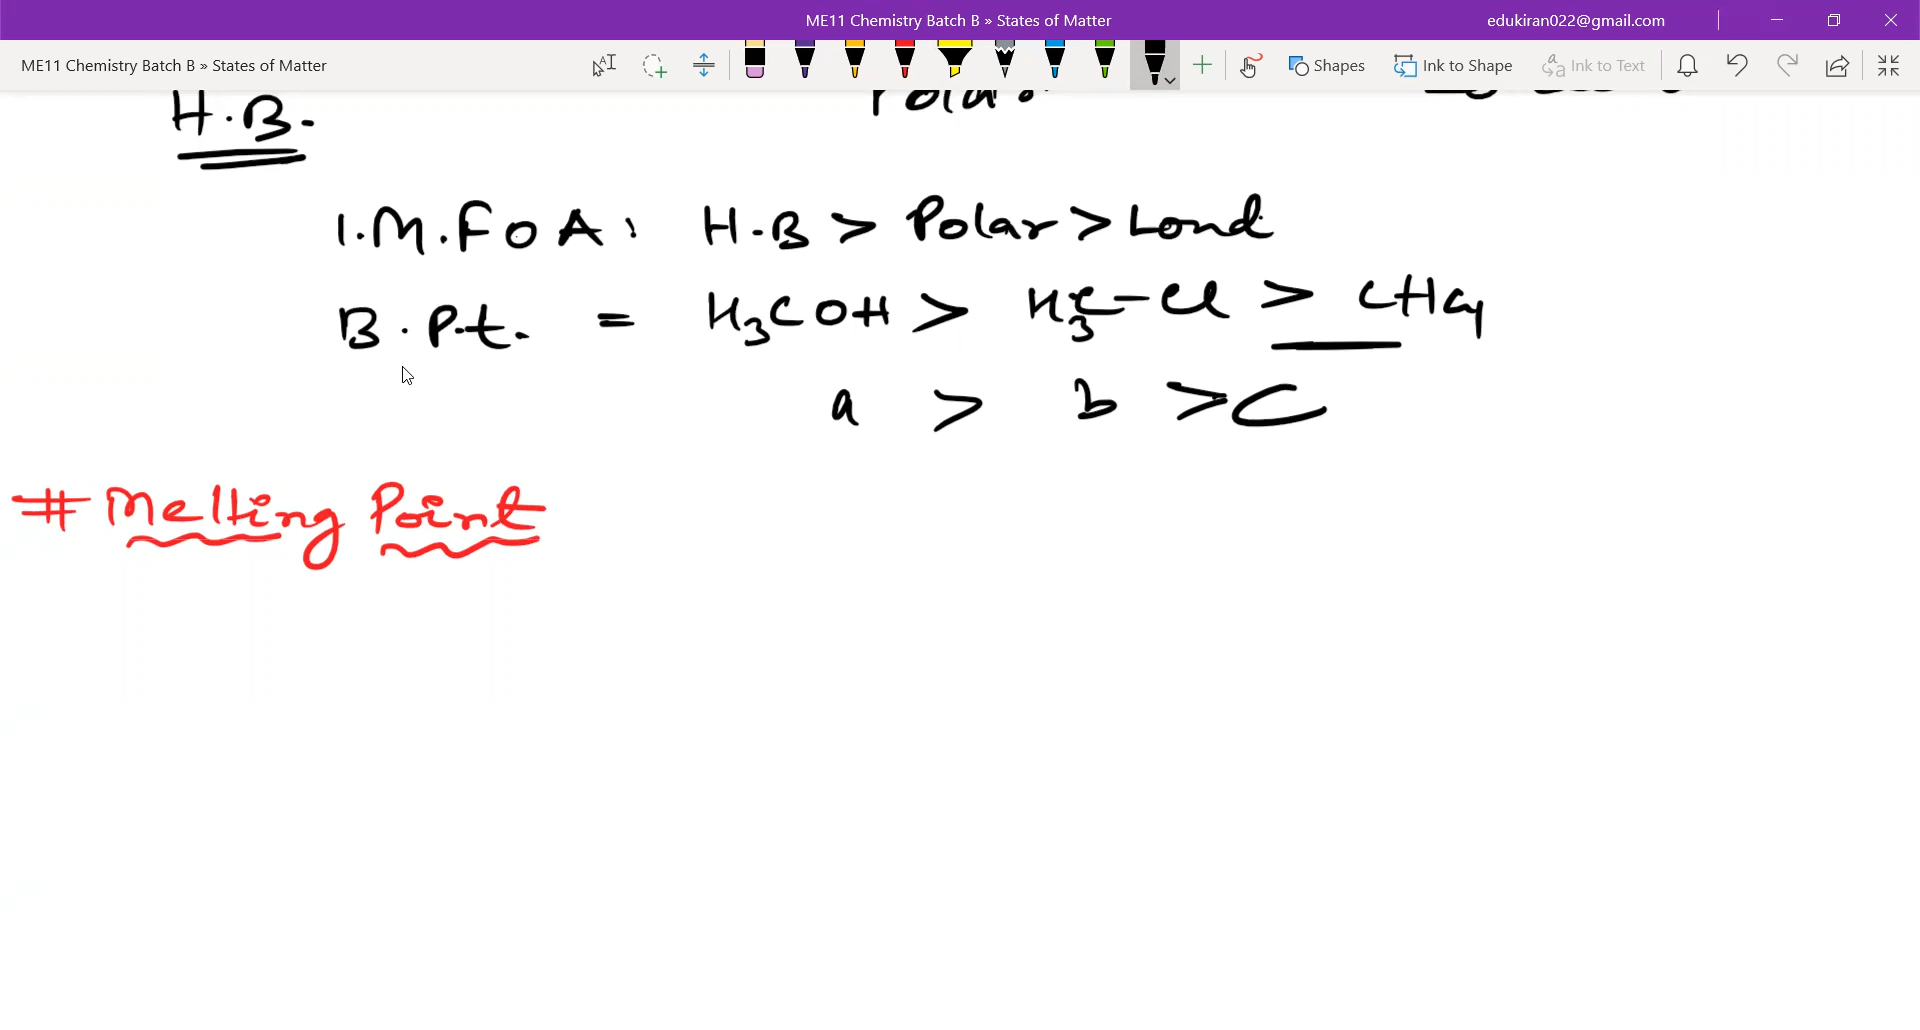 ME11 Chemistry Batch B » States of Matter
edukiran022@gmail.com
ME11 Chemistry Batch B » States of Matter
Shapes
Ink to Shape
Ink to Text
H.B.
Polar
I.M.F O A : H-B > Polar > Lond
B.P.t. = H3COH > H3C-Cl > CH4
a > b > C
# Melting Point